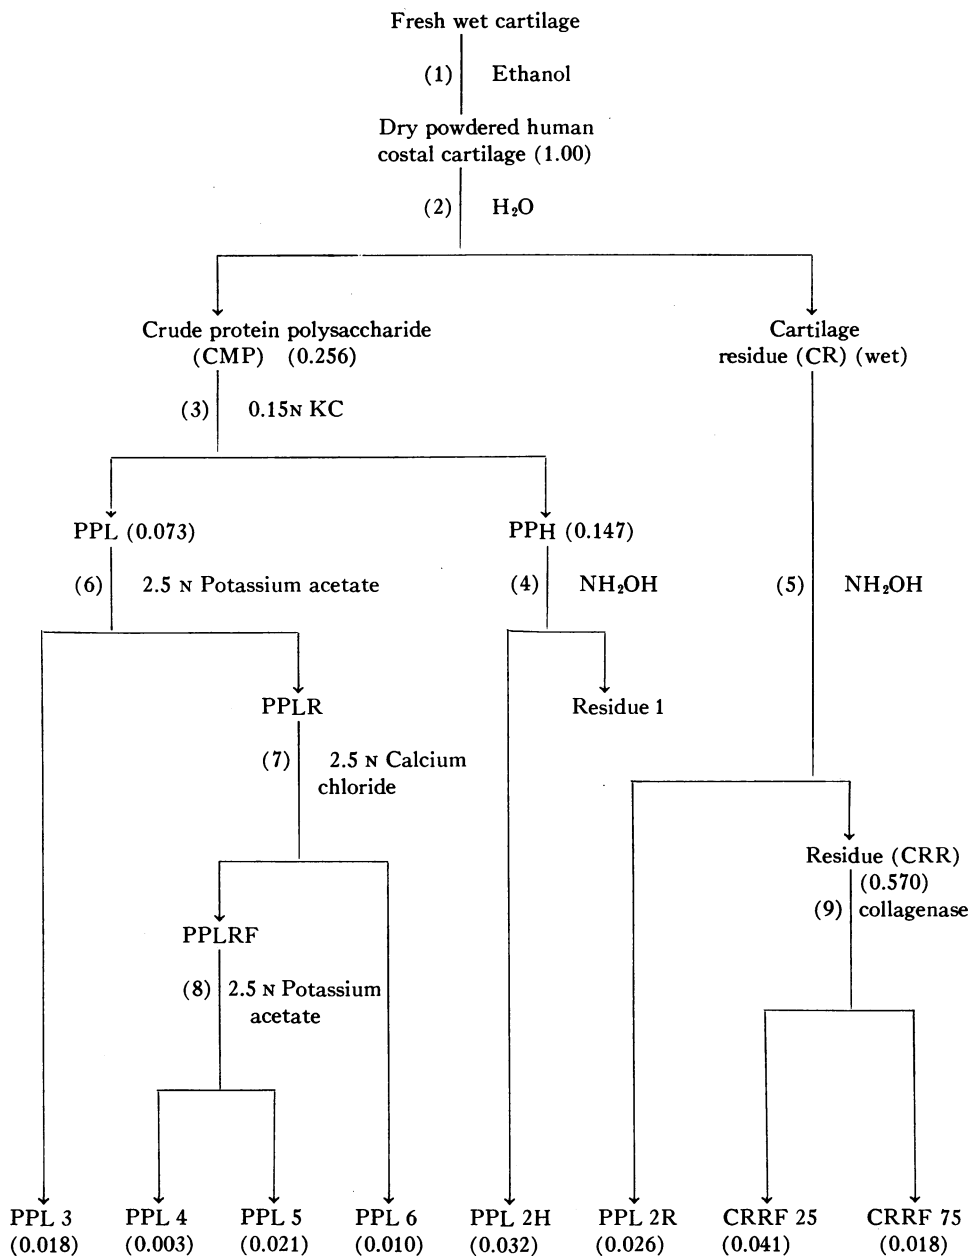 Fresh wet cartilage
(1) Ethanol
Dry powdered human
costal cartilage (1.00)
(2) H₂O
Crude protein polysaccharide
(CMP) (0.256)
Cartilage
residue (CR) (wet)
(3) 0.15N KC
PPL (0.073)
PPH (0.147)
(6) 2.5 N Potassium acetate
(4) NH₂OH
(5) NH₂OH
PPLR
Residue 1
(7) 2.5 N Calcium
chloride
Residue (CRR)
(0.570)
(9) collagenase
PPLRF
(8) 2.5 N Potassium
acetate
PPL 3 PPL 4 PPL 5 PPL 6 PPL 2H PPL 2R CRRF 25 CRRF 75
(0.018) (0.003) (0.021) (0.010) (0.032) (0.026) (0.041) (0.018)